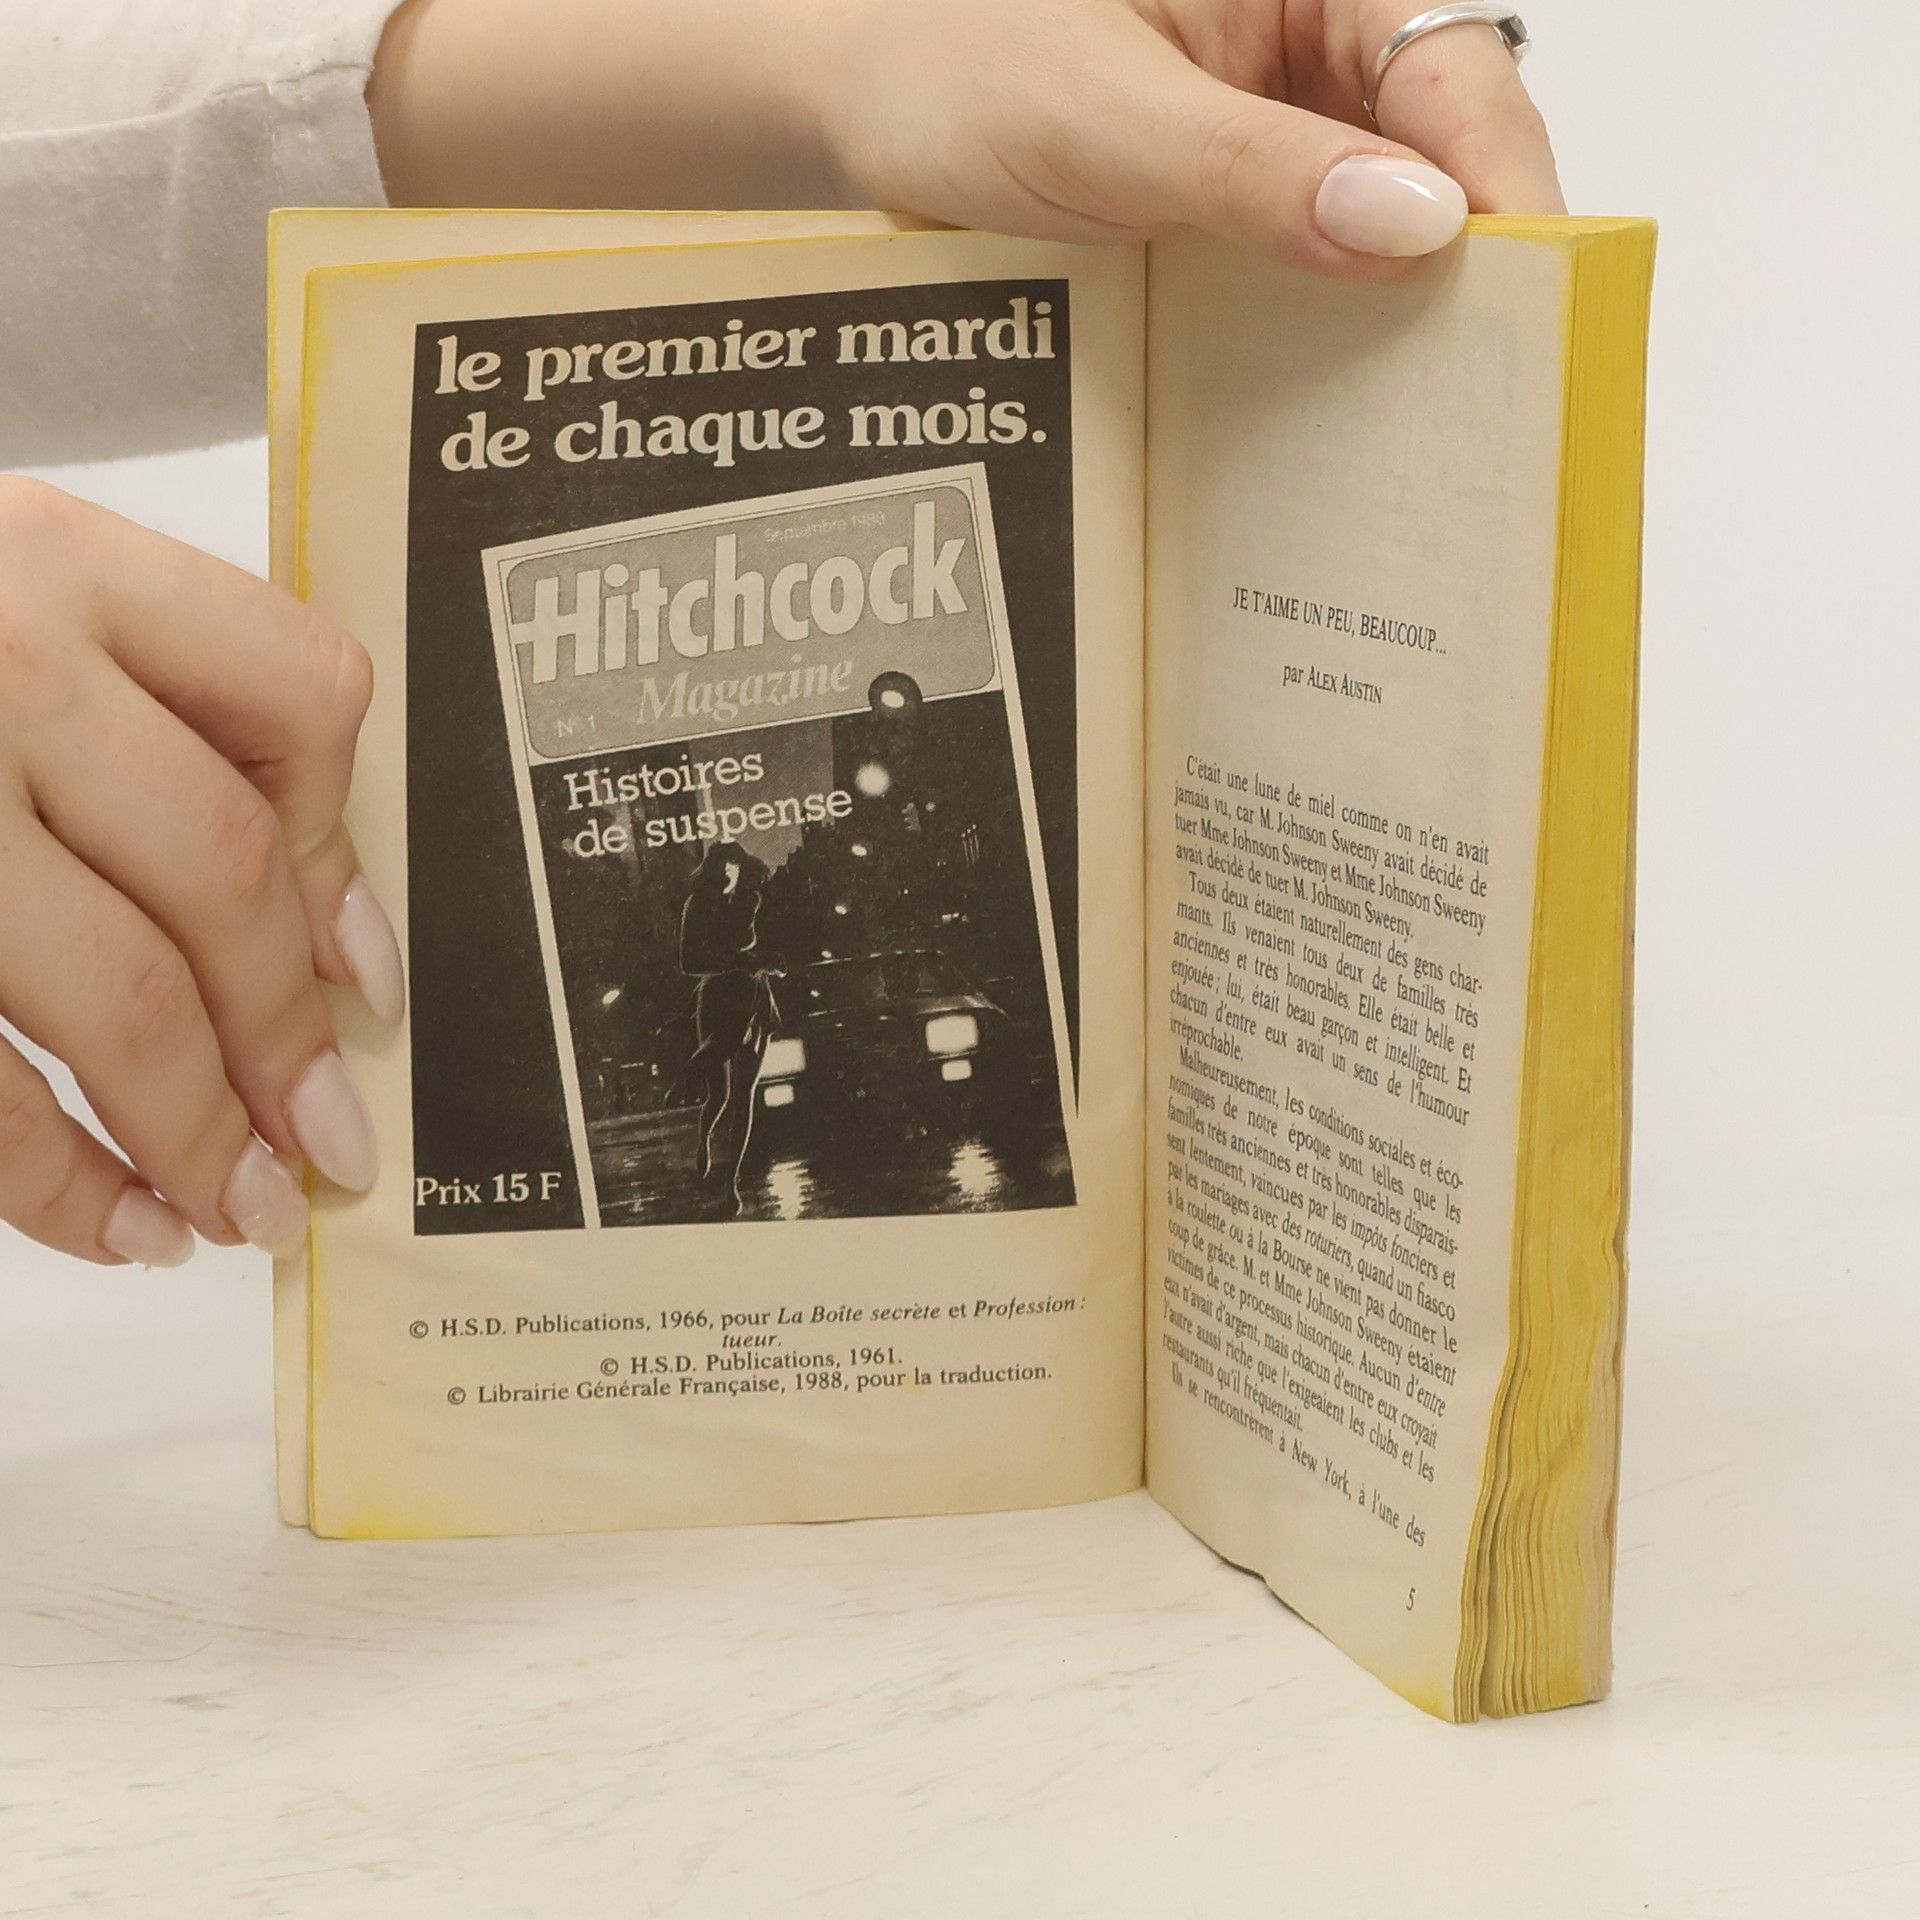 le premier mardi
de chaque mois.
Septembre 1989
Hitchcock
Magazine
N° 1
Histoires
de suspense
Prix 15 F
© H.S.D. Publications, 1966, pour La Boîte secrète et Profession :
tueur.
© H.S.D. Publications, 1961.
© Librairie Générale Française, 1988, pour la traduction.
JE T'AIME UN PEU, BEAUCOUP...
par ALEX AUSTIN
C'était une lune de miel comme on n'en avait
jamais vu, car M. Johnson Sweeny avait décidé de
tuer Mme Johnson Sweeny et Mme Johnson Sweeny
avait décidé de tuer M. Johnson Sweeny.
Tous deux étaient naturellement des gens char-
mants. Ils venaient tous deux de familles très
anciennes et très honorables. Elle était belle et
enjouée ; lui, était beau garçon et intelligent. Et
chacun d'entre eux avait un sens de l'humour
irréprochable.
Malheureusement, les conditions sociales et éco-
nomiques de notre époque sont telles que les
familles très anciennes et très honorables disparais-
sent lentement, vaincues par les impôts fonciers et
par les mariages avec des roturiers, quand un fiasco
à la roulette ou à la Bourse ne vient pas donner le
coup de grâce. M. et Mme Johnson Sweeny étaient
victimes de ce processus historique. Aucun d'entre
eux n'avait d'argent, mais chacun d'entre eux croyait
l'autre aussi riche que l'exigeaient les clubs et les
restaurants qu'il fréquentait.
Ils se rencontrèrent à New York, à l'une des
5